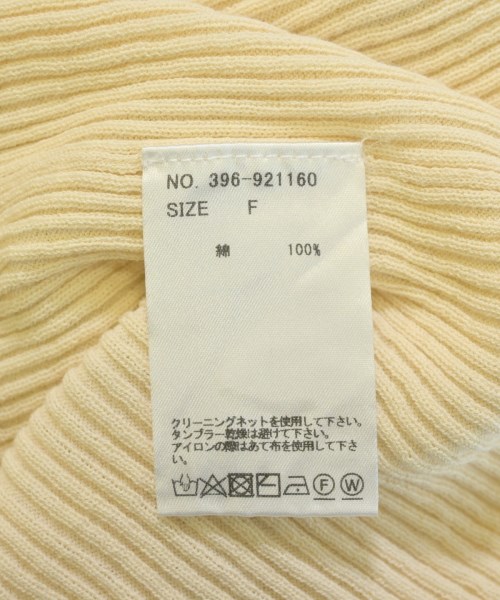 NO. 396-921160
SIZE F
綿 100%
クリーニングネットを使用して下さい。
タンブラー乾燥は避けて下さい。
アイロンの際はあて布を使用して下さい。
F W